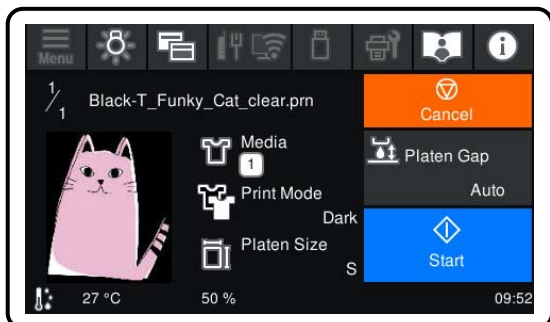 Menu
1/1
Black-T_Funky_Cat_clear.prn
Cancel
Media
1
Platen Gap
Auto
Print Mode
Dark
Platen Size
S
Start
27 °C
50 %
09:52